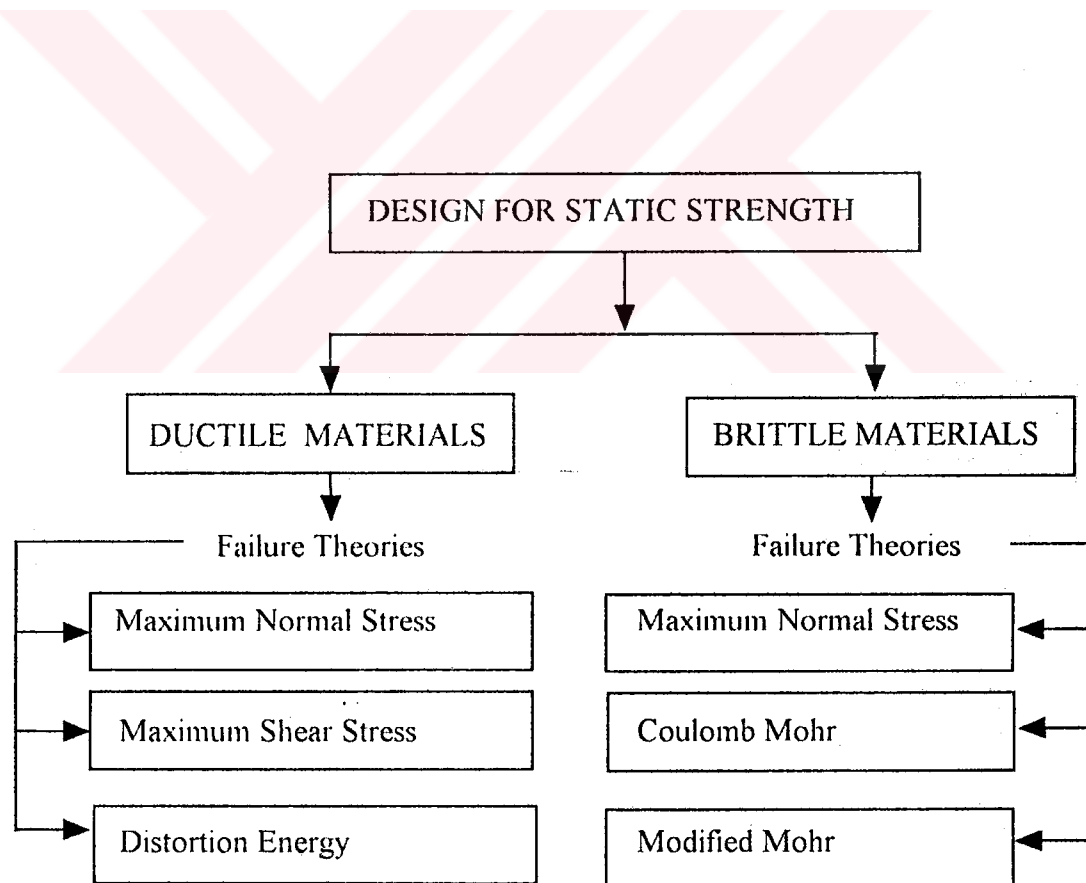 DESIGN FOR STATIC STRENGTH
DUCTILE MATERIALS
BRITTLE MATERIALS
Failure Theories
Failure Theories
Maximum Normal Stress
Maximum Normal Stress
Maximum Shear Stress
Coulomb Mohr
Distortion Energy
Modified Mohr